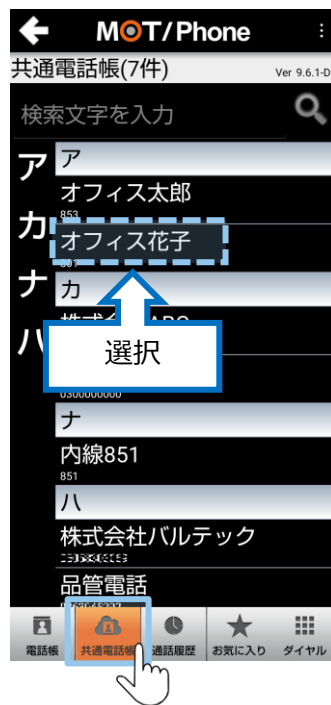 MOT/Phone
共通電話帳(7件)
Ver 9.6.1-D
検索文字を入力
ア
カ
ナ
ハ
ア
オフィス太郎
853
オフィス花子
カ
選択
0300000000
ナ
内線851
851
ハ
株式会社バルテック
品管電話
電話帳
共通電話帳
通話履歴
お気に入り
ダイヤル